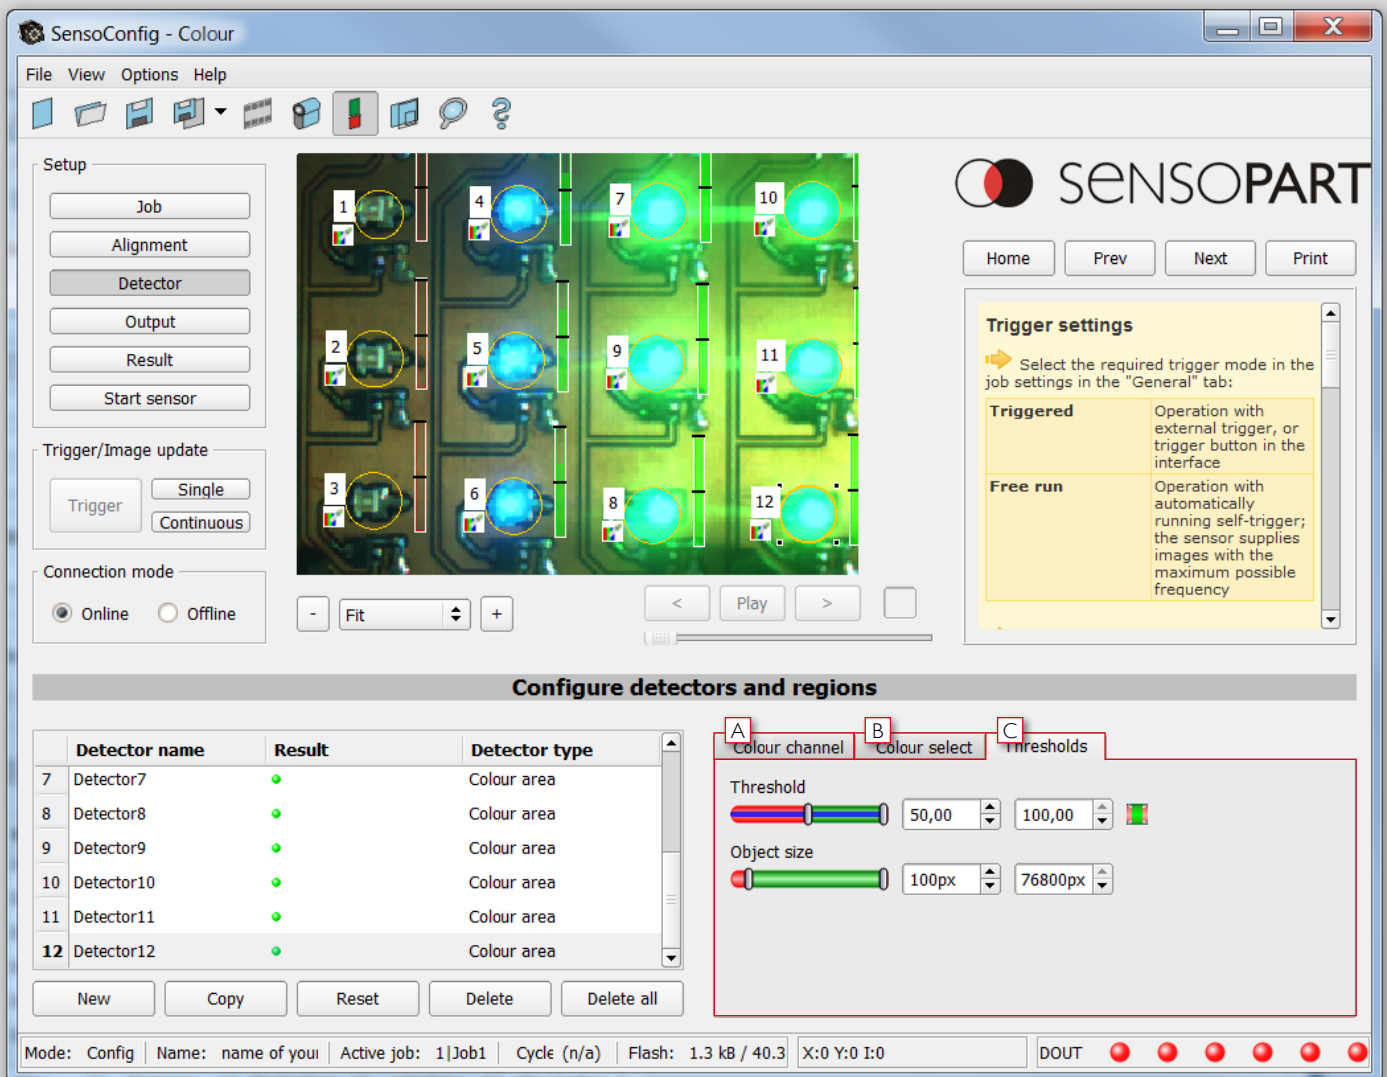 SensoConfig - Colour
File View Options Help
Setup
Job
Alignment
Detector
Output
Result
Start sensor
Trigger/Image update
Trigger
Single
Continuous
Connection mode
Online Offline
1 4 7 10
2 5 9 11
3 6 8 12
- Fit +
< Play >
SENSOPART
Home Prev Next Print
Trigger settings
Select the required trigger mode in the
job settings in the "General" tab:
Triggered Operation with
external trigger, or
trigger button in the
interface
Free run Operation with
automatically
running self-trigger;
the sensor supplies
images with the
maximum possible
frequency
Configure detectors and regions
Detector name Result Detector type
7 Detector7 Colour area
8 Detector8 Colour area
9 Detector9 Colour area
10 Detector10 Colour area
11 Detector11 Colour area
12 Detector12 Colour area
New Copy Reset Delete Delete all
A B C
Colour channel Colour select Thresholds
Threshold
50,00 100,00
Object size
100px 76800px
Mode: Config Name: name of your Active job: 1|Job1 Cycle (n/a) Flash: 1.3 kB / 40.3 X:0 Y:0 I:0 DOUT